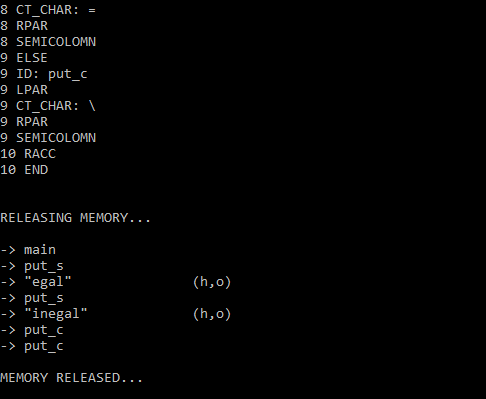 8 CT_CHAR: =
8 RPAR
8 SEMICOLOMN
9 ELSE
9 ID: put_c
9 LPAR
9 CT_CHAR: \
9 RPAR
9 SEMICOLOMN
10 RACC
10 END
RELEASING MEMORY...
-> main
-> put_s
-> "egal" (h,o)
-> put_s
-> "inegal" (h,o)
-> put_c
-> put_c
MEMORY RELEASED...